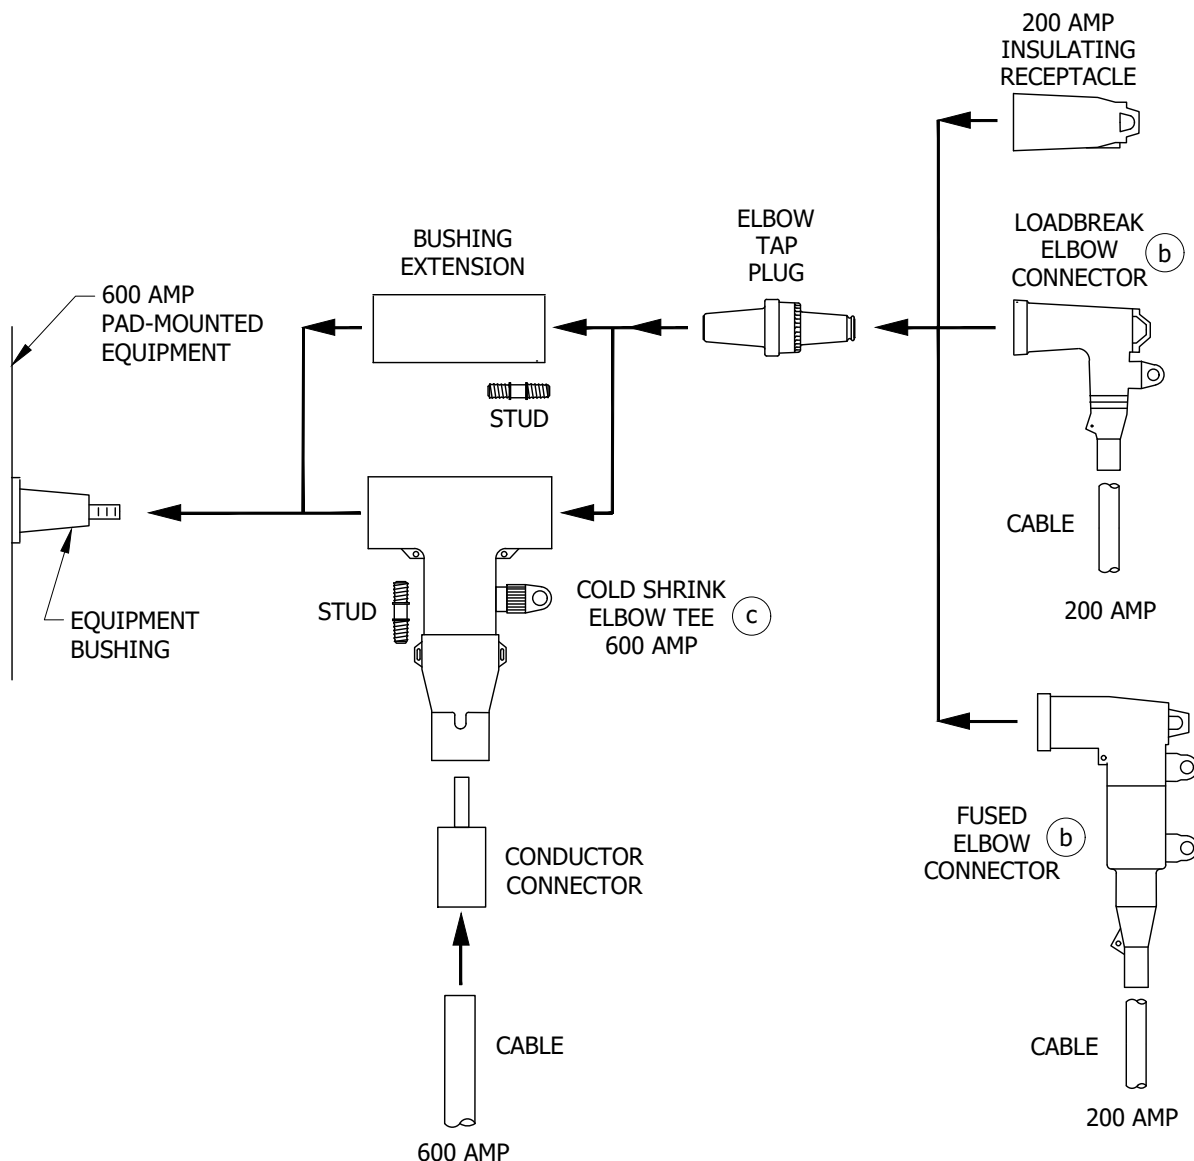 200 AMP
INSULATING
RECEPTACLE
LOADBREAK
ELBOW
CONNECTOR
b
ELBOW
TAP
PLUG
BUSHING
EXTENSION
600 AMP
PAD-MOUNTED
EQUIPMENT
STUD
CABLE
200 AMP
COLD SHRINK
ELBOW TEE
600 AMP
c
STUD
EQUIPMENT
BUSHING
FUSED
ELBOW
CONNECTOR
b
CONDUCTOR
CONNECTOR
CABLE
600 AMP
CABLE
200 AMP